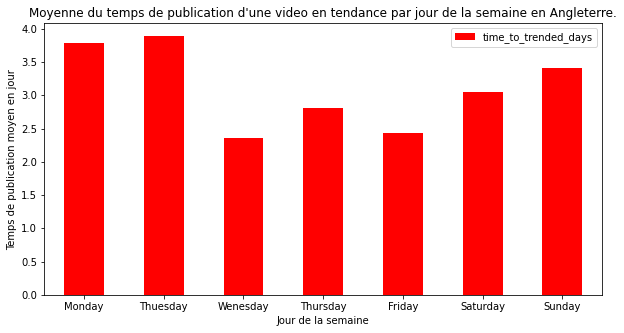 Moyenne du temps de publication d'une video en tendance par jour de la semaine en Angleterre.
time_to_trended_days
Temps de publication moyen en jour
4.0
3.5
3.0
2.5
2.0
1.5
1.0
0.5
0.0
Monday Thuesday Wenesday Thursday Friday Saturday Sunday
Jour de la semaine